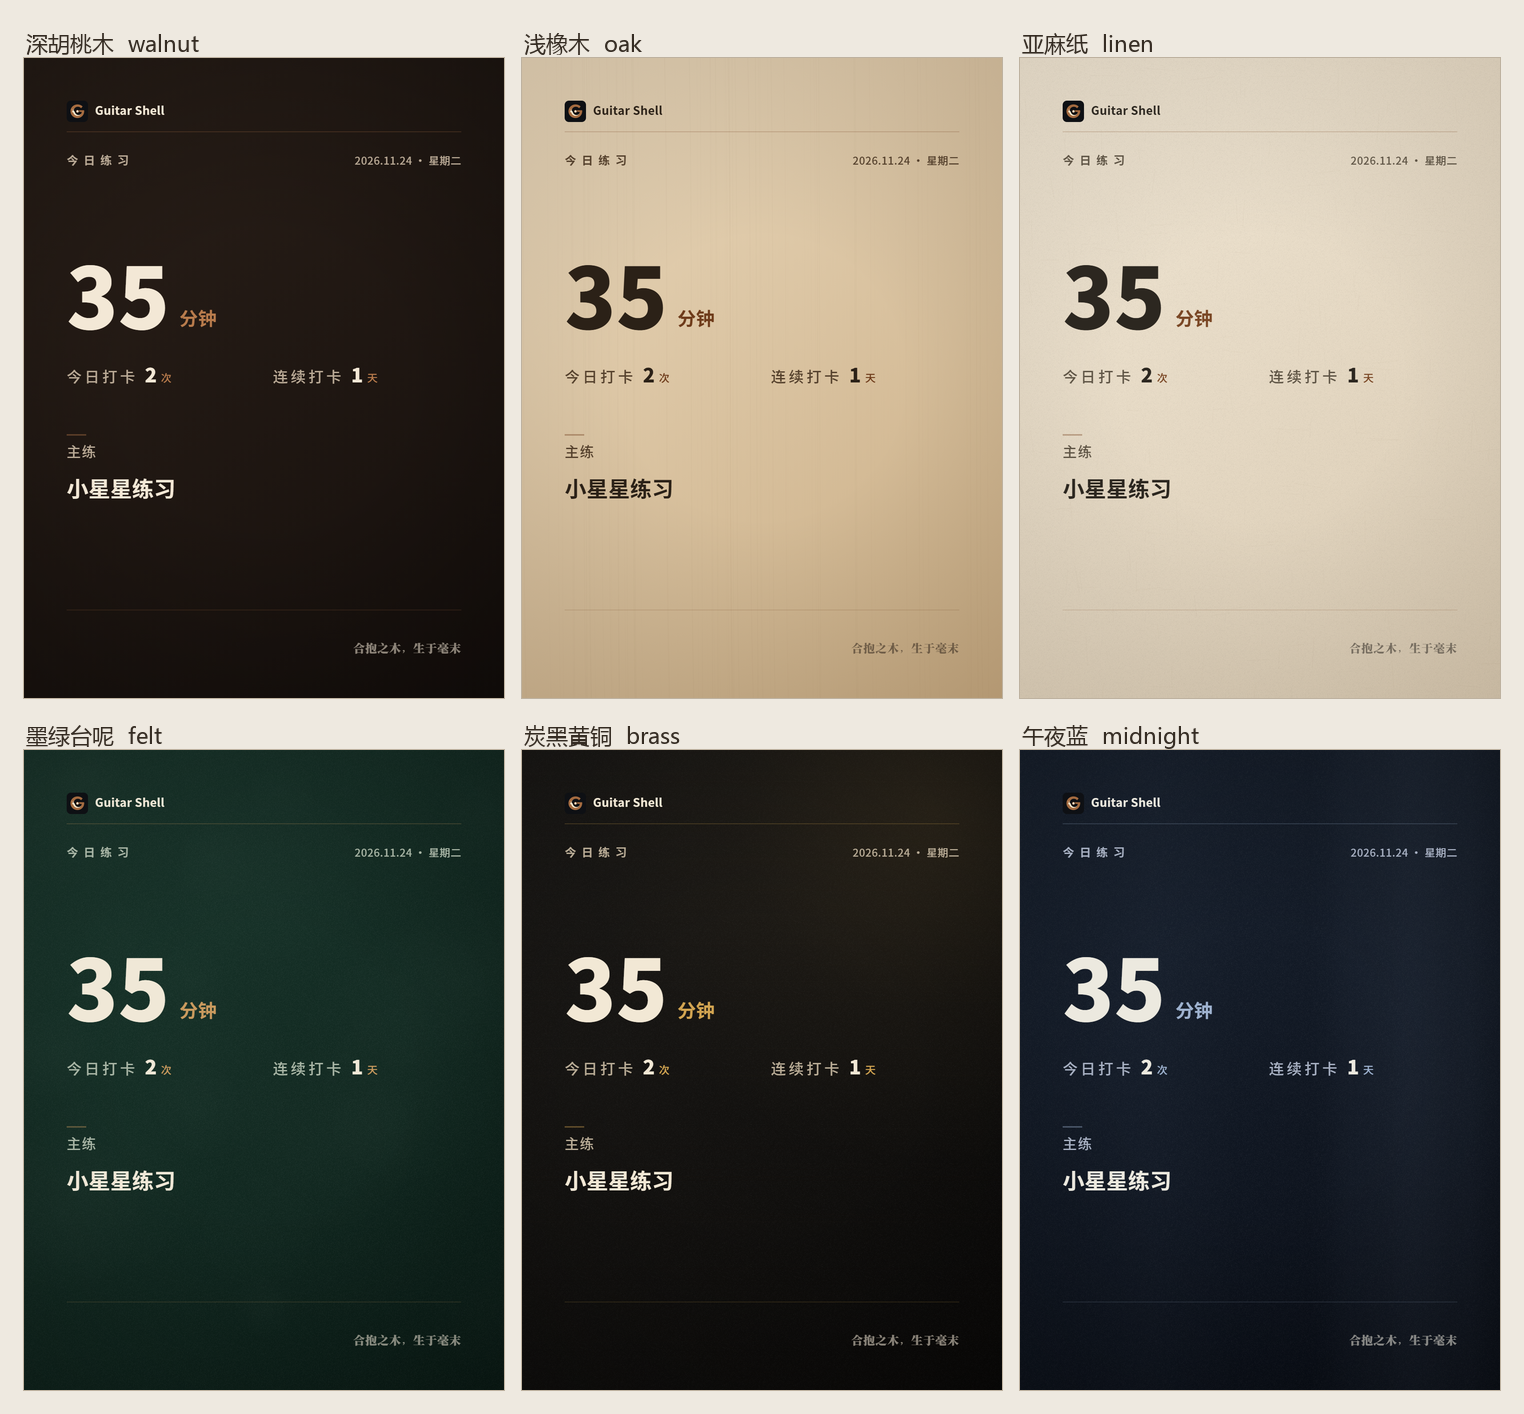 深胡桃木 walnut
Guitar Shell
今日练习 2026.11.24 · 星期二
35 分钟
今日打卡 2 次 连续打卡 1 天
主练
小星星练习
合抱之木，生于毫末
浅橡木 oak
Guitar Shell
今日练习 2026.11.24 · 星期二
35 分钟
今日打卡 2 次 连续打卡 1 天
主练
小星星练习
合抱之木，生于毫末
亚麻纸 linen
Guitar Shell
今日练习 2026.11.24 · 星期二
35 分钟
今日打卡 2 次 连续打卡 1 天
主练
小星星练习
合抱之木，生于毫末
墨绿台呢 felt
Guitar Shell
今日练习 2026.11.24 · 星期二
35 分钟
今日打卡 2 次 连续打卡 1 天
主练
小星星练习
合抱之木，生于毫末
炭黑黄铜 brass
Guitar Shell
今日练习 2026.11.24 · 星期二
35 分钟
今日打卡 2 次 连续打卡 1 天
主练
小星星练习
合抱之木，生于毫末
午夜蓝 midnight
Guitar Shell
今日练习 2026.11.24 · 星期二
35 分钟
今日打卡 2 次 连续打卡 1 天
主练
小星星练习
合抱之木，生于毫末